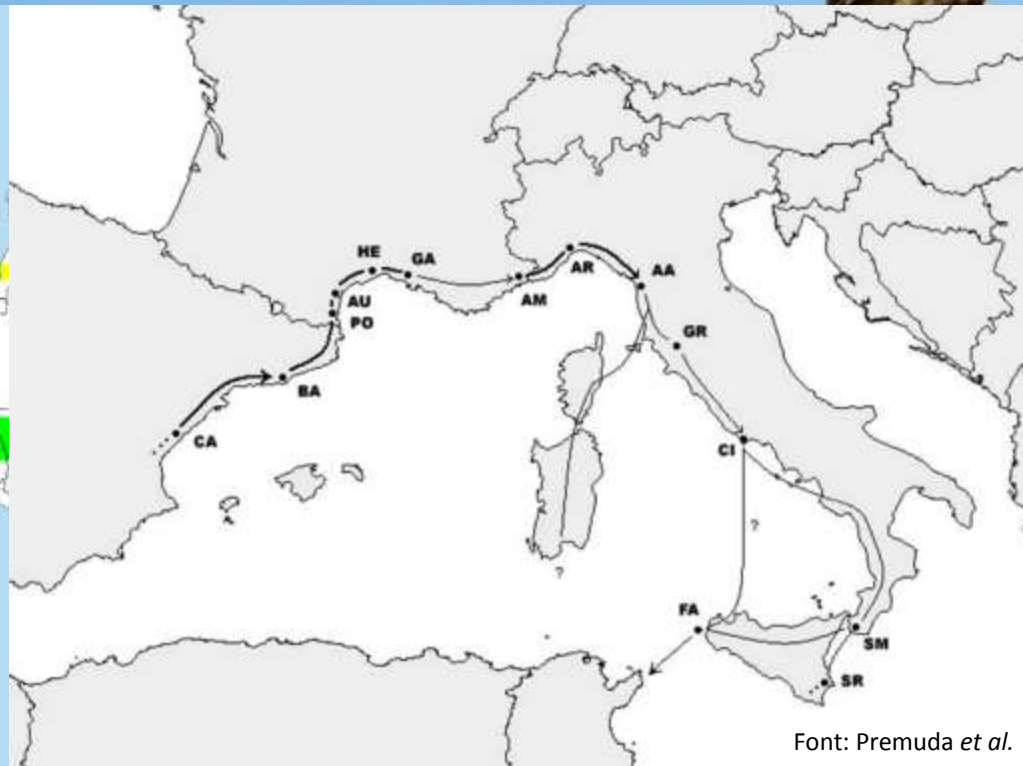 HE
GA
AR
AA
AU
AM
PO
GR
BA
CA
CI
?
?
FA
SM
SR
Font: Premuda et al.